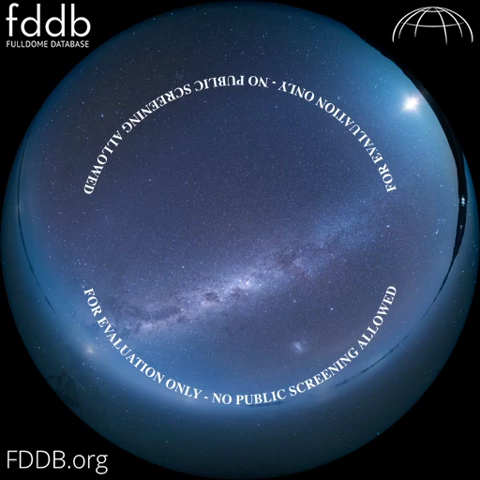 fddb
FULLDOME DATABASE
FOR EVALUATION ONLY - NO PUBLIC SCREENING ALLOWED
FOR EVALUATION ONLY - NO PUBLIC SCREENING ALLOWED
FDDB.org